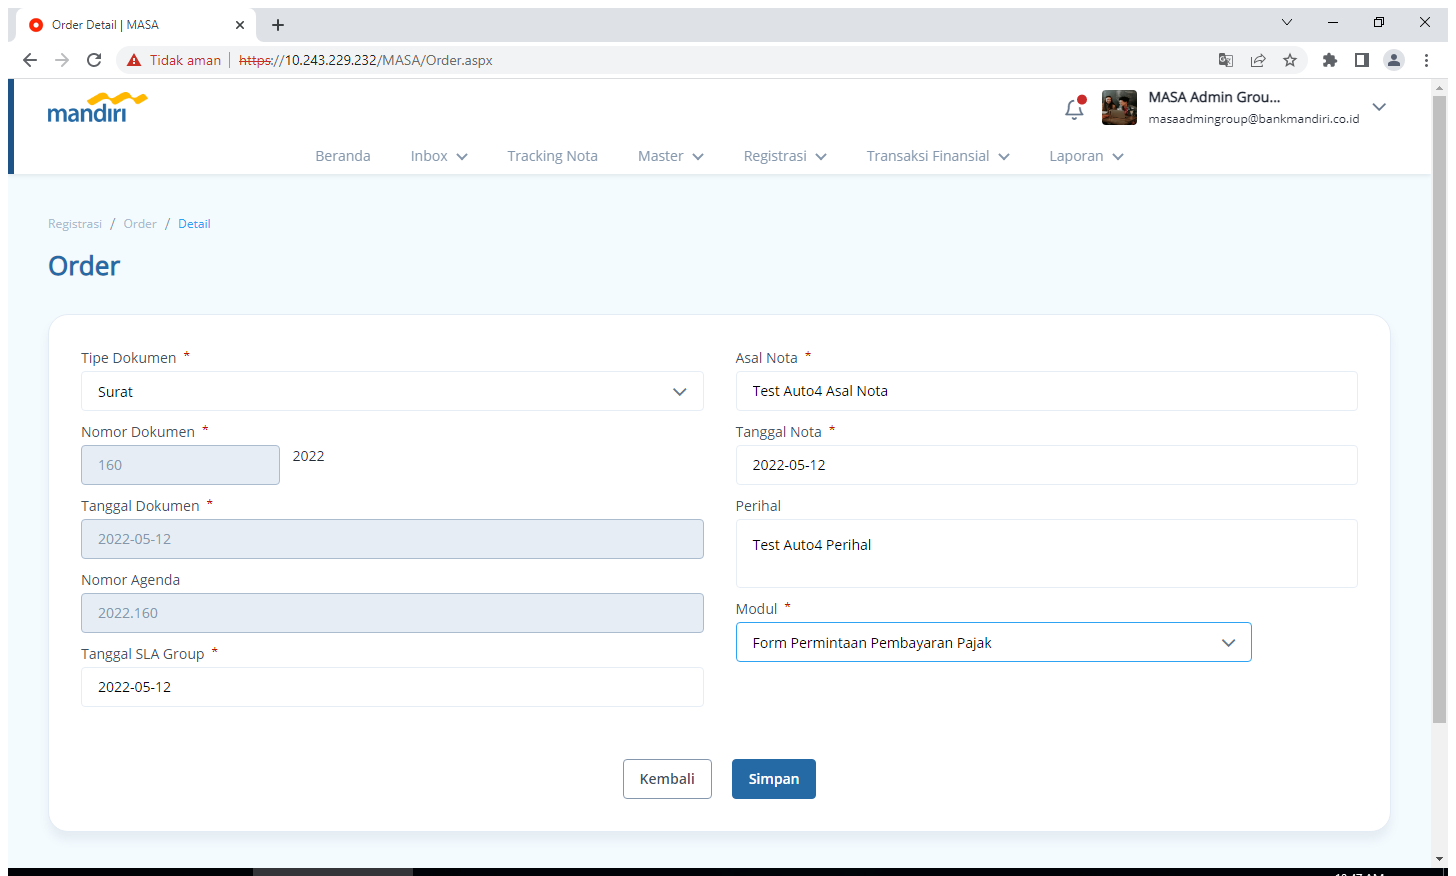 Order Detail | MASA
Tidak aman
https://10.243.229.232/MASA/Order.aspx
mandırı
MASA Admin Grou...
masaadmingroup@bankmandiri.co.id
Beranda Inbox Tracking Nota Master Registrasi Transaksi Finansial Laporan
Registrasi / Order / Detail
Order
Tipe Dokumen *
Surat
Nomor Dokumen *
160 2022
Tanggal Dokumen *
2022-05-12
Nomor Agenda
2022.160
Tanggal SLA Group *
2022-05-12
Asal Nota *
Test Auto4 Asal Nota
Tanggal Nota *
2022-05-12
Perihal
Test Auto4 Perihal
Modul *
Form Permintaan Pembayaran Pajak
Kembali Simpan